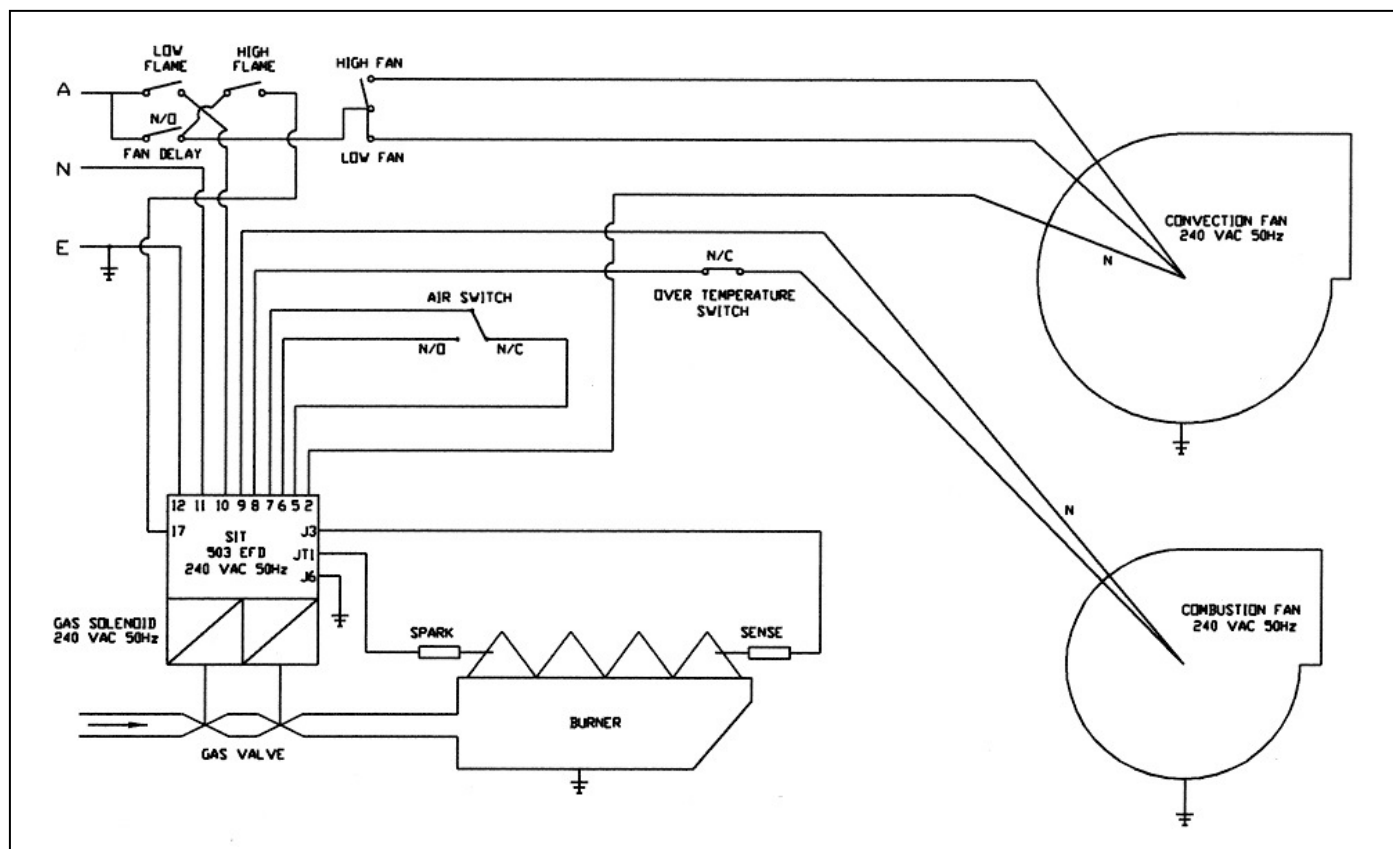 LOW
FLAME
HIGH
FLAME
HIGH FAN
A
N/O
FAN DELAY
LOW FAN
N
E
CONVECTION FAN
240 VAC 50Hz
N
N/C
OVER TEMPERATURE
SWITCH
AIR SWITCH
N/O
N/C
12 11 10 9 8 7 6 5 2
17
SIT
503 EFD
240 VAC 50Hz
J3
JT1
J6
N
GAS SOLENOID
240 VAC 50Hz
SPARK
SENSE
COMBUSTION FAN
240 VAC 50Hz
BURNER
GAS VALVE